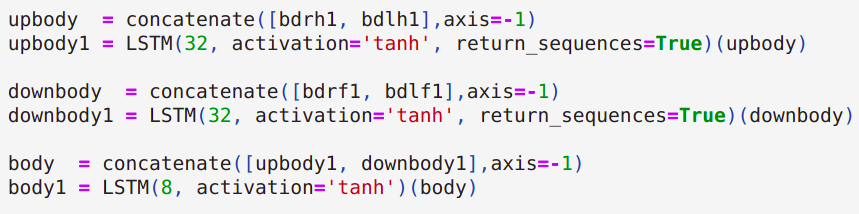 upbody  = concatenate([bdrh1, bdlh1],axis=-1)
upbody1 = LSTM(32, activation='tanh', return_sequences=True)(upbody)
downbody  = concatenate([bdrf1, bdlf1],axis=-1)
downbody1 = LSTM(32, activation='tanh', return_sequences=True)(downbody)
body  = concatenate([upbody1, downbody1],axis=-1)
body1 = LSTM(8, activation='tanh')(body)